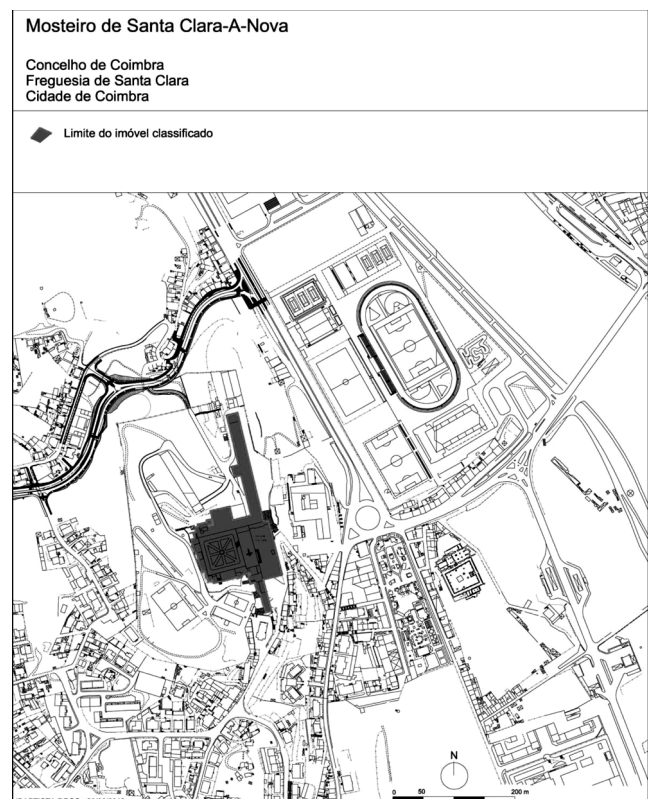 Mosteiro de Santa Clara-A-Nova
Concelho de Coimbra
Freguesia de Santa Clara
Cidade de Coimbra
Limite do imóvel classificado
N
0 50 200 m